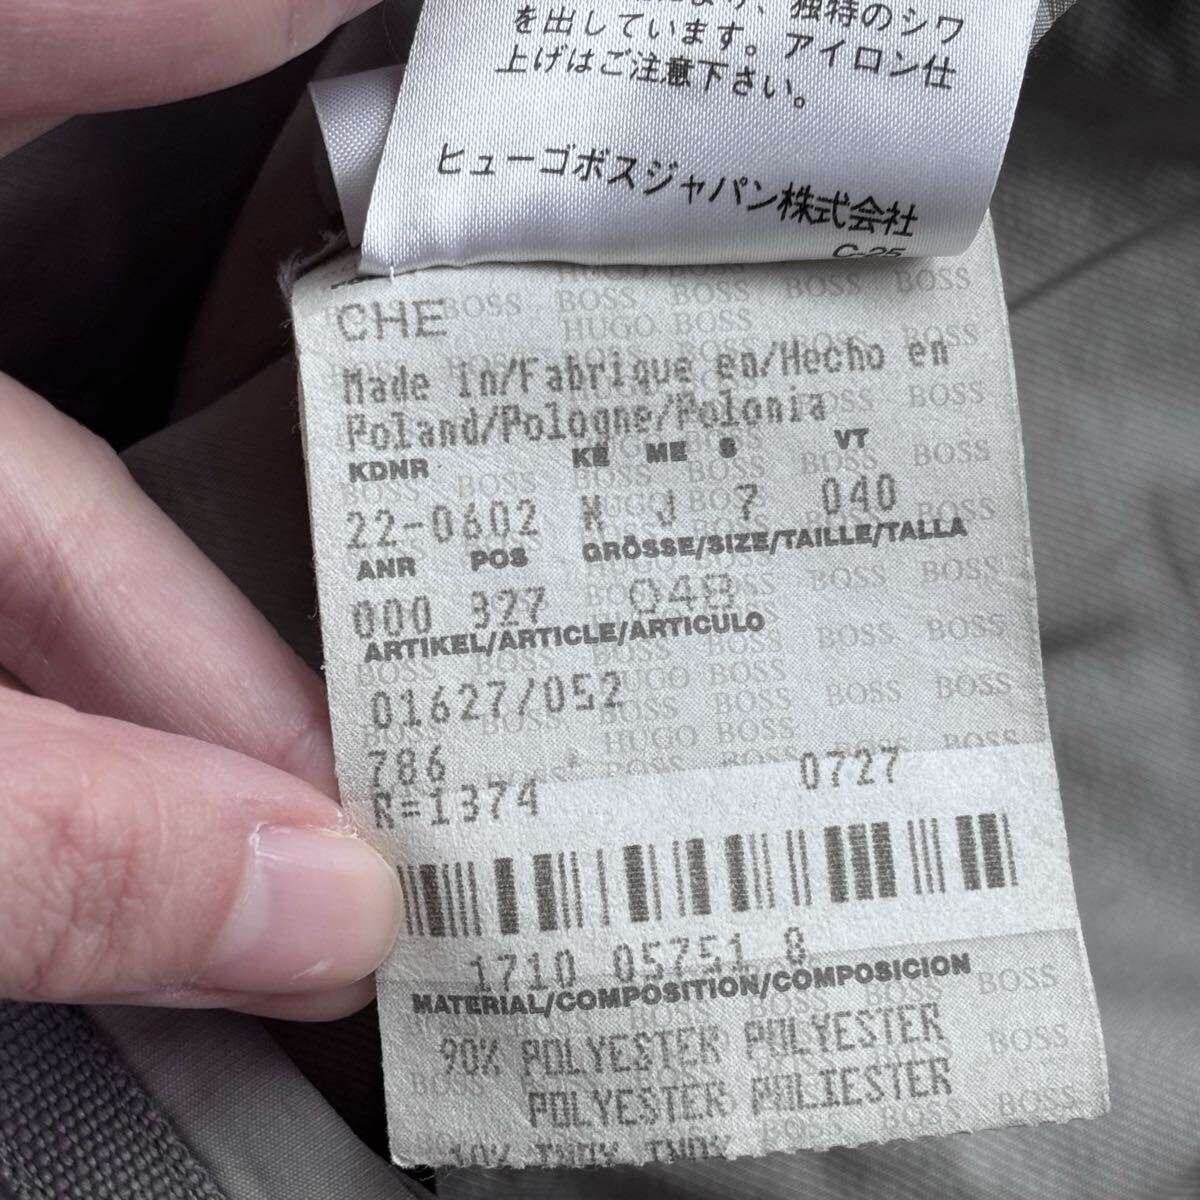 独特のシワ
を出しています。アイロン仕
上げはご注意下さい。
ヒューゴボスジャパン株式会社
C-25
CHE
Made in/Fabrique en/Hecho en
Poland/Pologne/Polonia
KDNR KE ME S VT
22-0602 J 7 040
ANR POS GRÖSSE/SIZE/TAILLE/TALLA
000 327 048
ARTIKEL/ARTICLE/ARTICULO
01627/052
786
R=1374 0727
1710 05751 8
MATERIAL/COMPOSITION/COMPOSICION
90% POLYESTER POLYESTER
POLYESTER POLIESTER